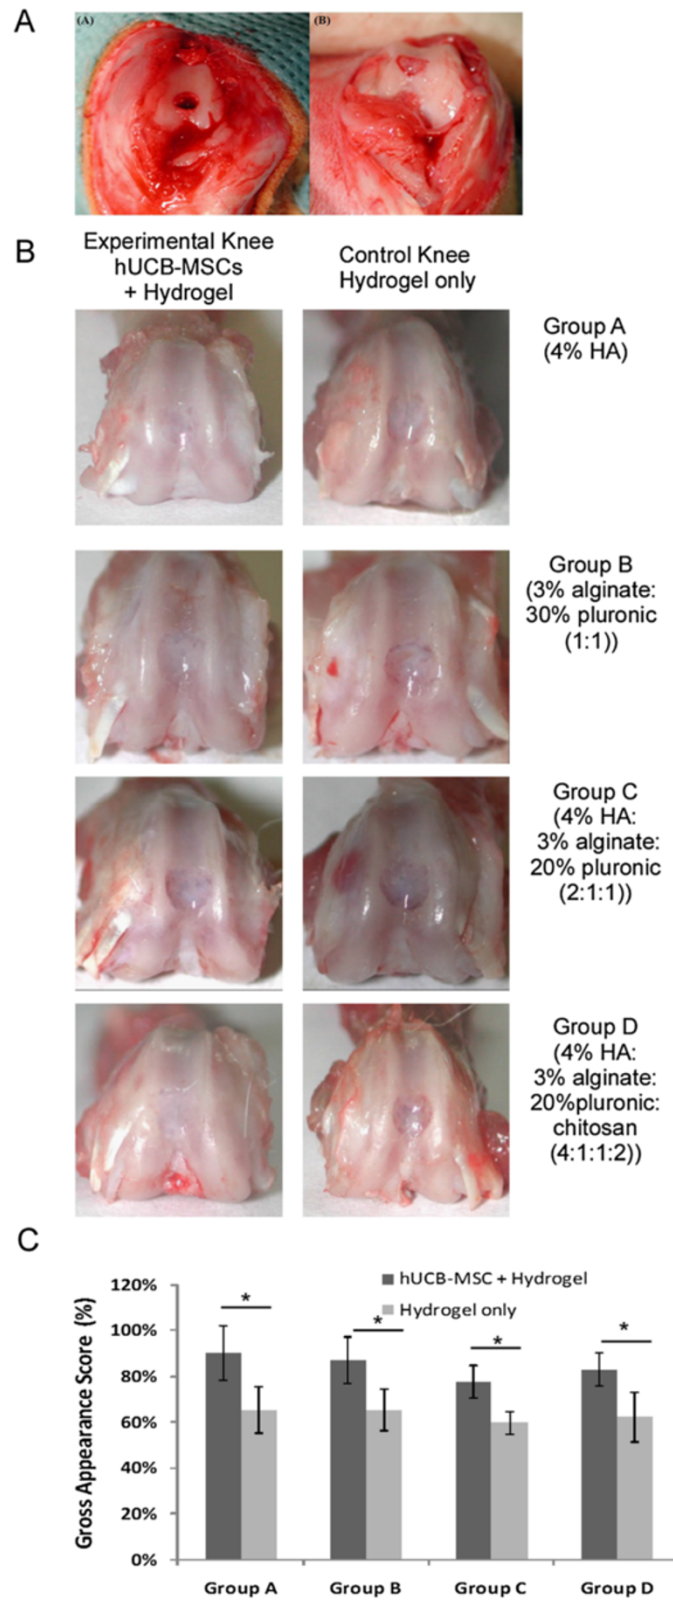 A
(A)
(B)
B
Experimental Knee
hUCB-MSCs
+ Hydrogel
Control Knee
Hydrogel only
Group A
(4% HA)
Group B
(3% alginate:
30% pluronic
(1:1))
Group C
(4% HA:
3% alginate:
20% pluronic
(2:1:1))
Group D
(4% HA:
3% alginate:
20%pluronic:
chitosan
(4:1:1:2))
C
Gross Appearance Score (%)
120%
100%
80%
60%
40%
20%
0%
hUCB-MSC + Hydrogel
Hydrogel only
*
*
*
*
Group A
Group B
Group C
Group D